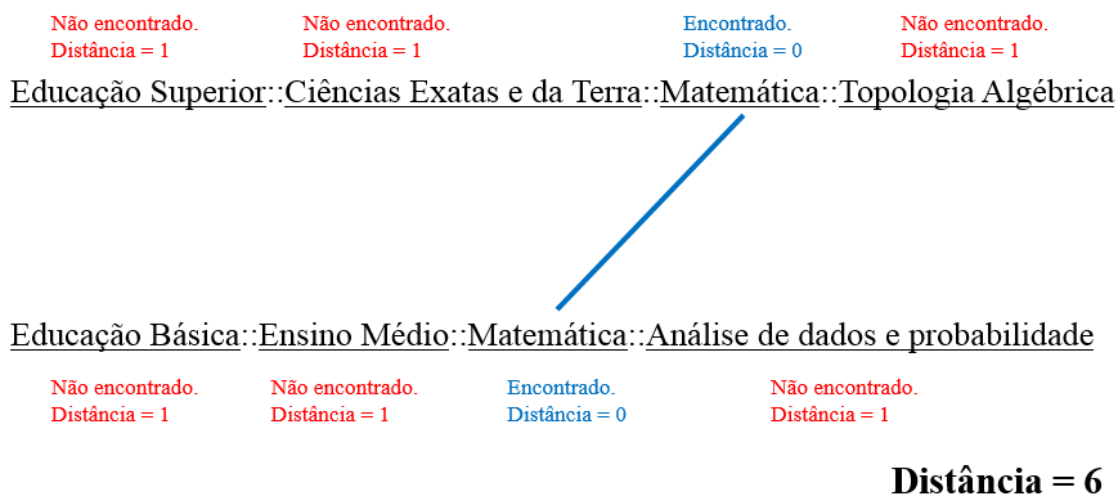 Não encontrado. Não encontrado. Encontrado. Não encontrado.
Distância = 1 Distância = 1 Distância = 0 Distância = 1
Educação Superior::Ciências Exatas e da Terra::Matemática::Topologia Algébrica
Educação Básica::Ensino Médio::Matemática::Análise de dados e probabilidade
Não encontrado. Não encontrado. Encontrado. Não encontrado.
Distância = 1 Distância = 1 Distância = 0 Distância = 1
Distância = 6